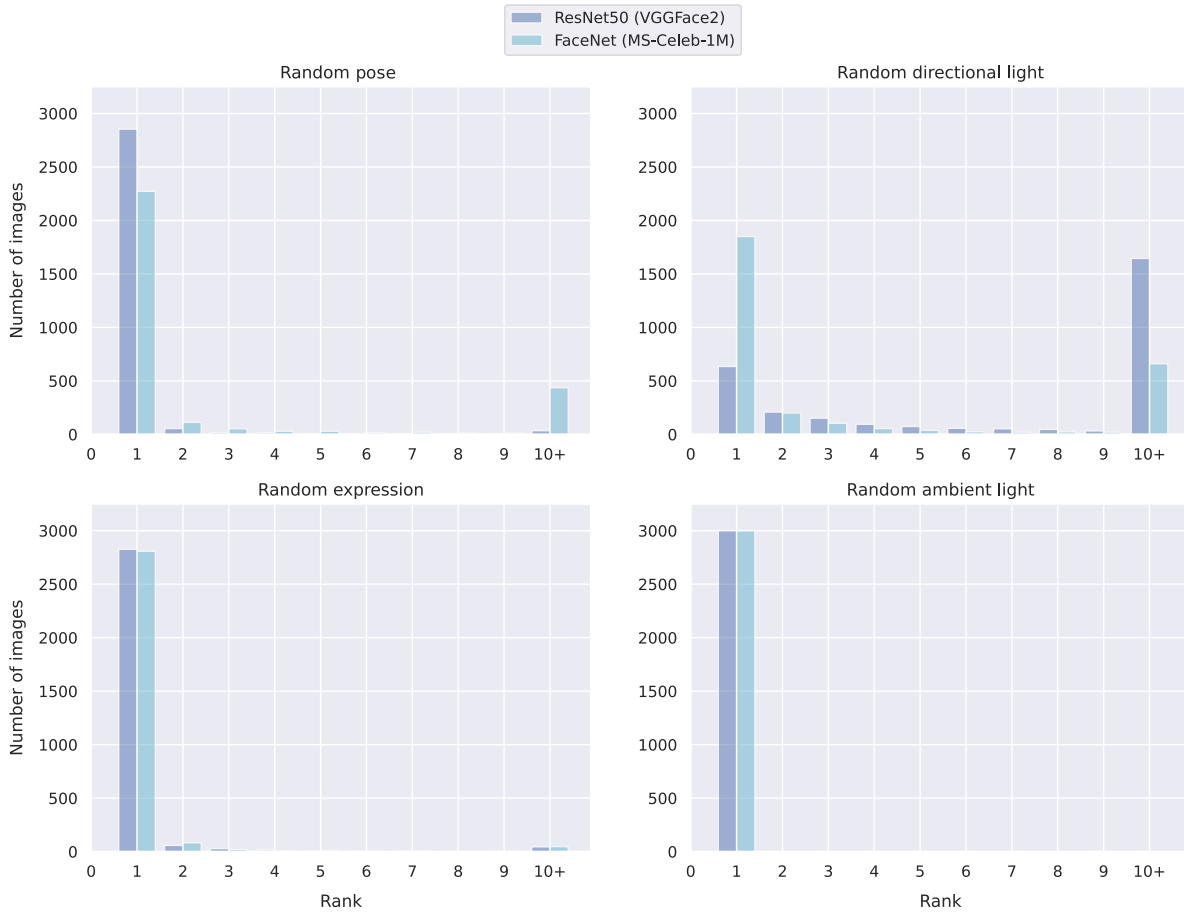 ResNet50 (VGGFace2)
FaceNet (MS-Celeb-1M)
Random pose
Number of images
3000
2500
2000
1500
1000
500
0
0 1 2 3 4 5 6 7 8 9 10+
Random directional light
3000
2500
2000
1500
1000
500
0
0 1 2 3 4 5 6 7 8 9 10+
Random expression
Number of images
3000
2500
2000
1500
1000
500
0
0 1 2 3 4 5 6 7 8 9 10+
Rank
Random ambient light
3000
2500
2000
1500
1000
500
0
0 1 2 3 4 5 6 7 8 9 10+
Rank